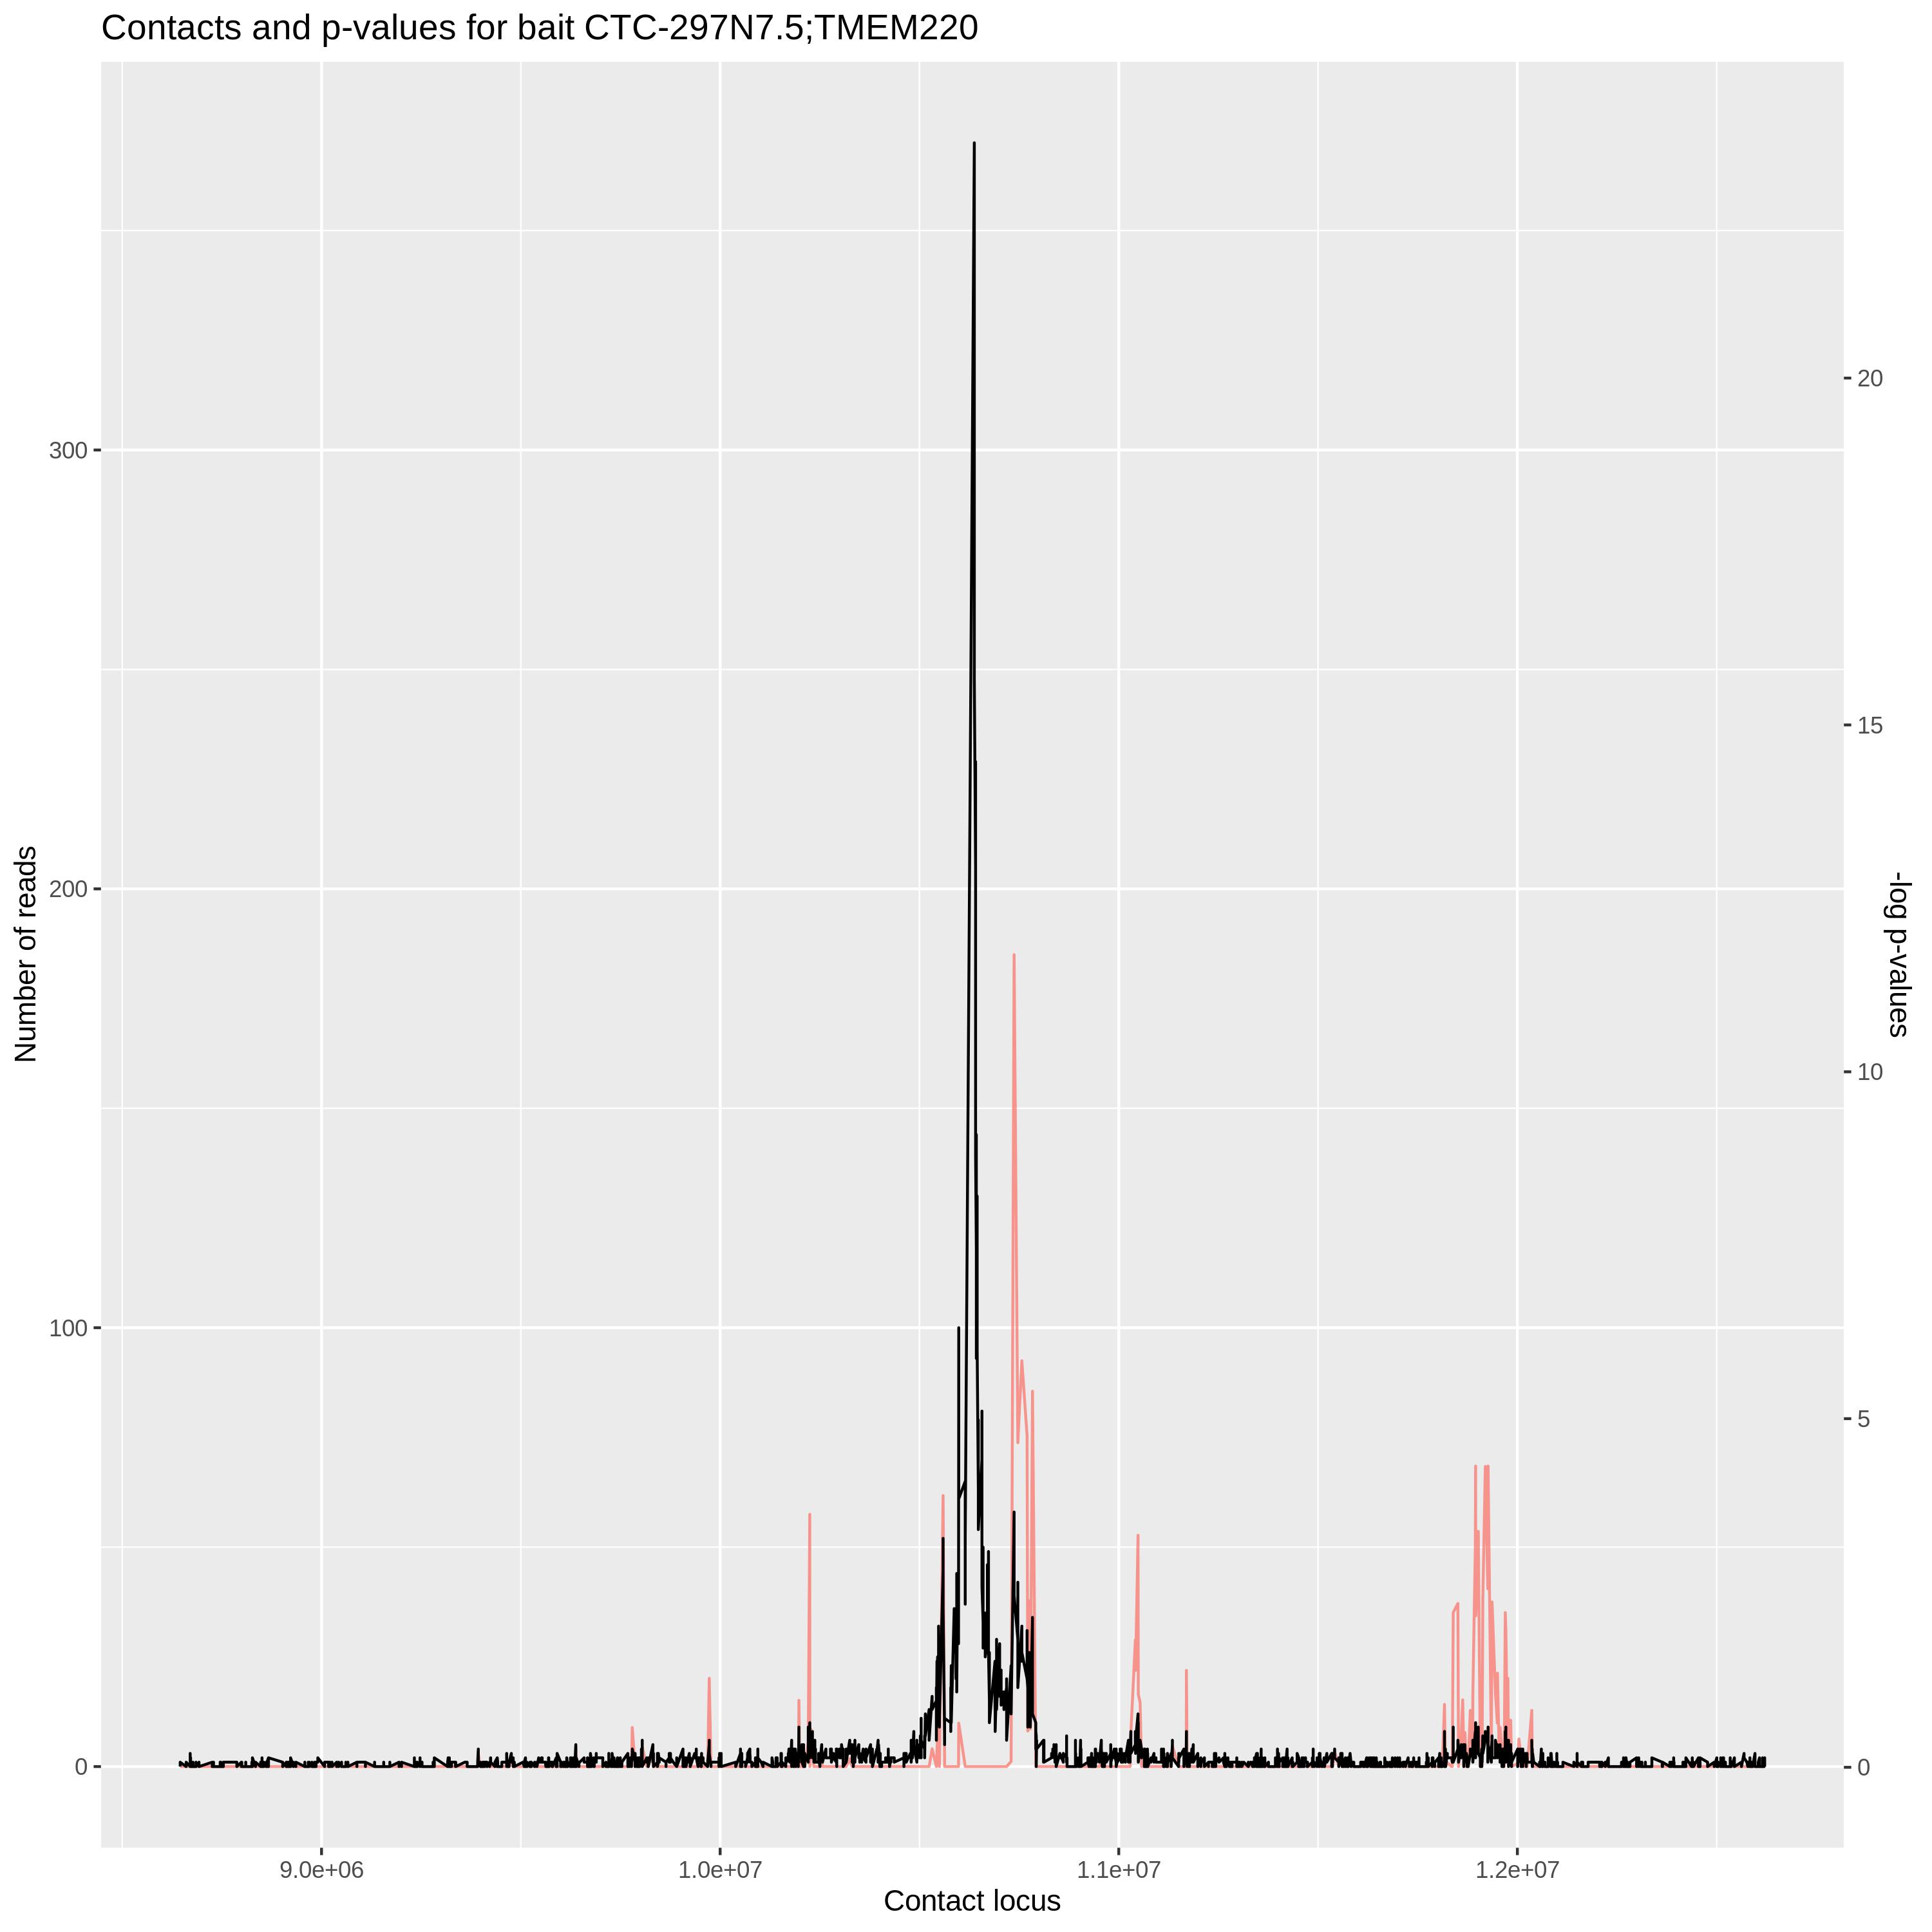 Contacts and p-values for bait CTC-297N7.5;TMEM220
300
200
100
0
Number of reads
20
15
10
5
0
-log p-values
9.0e+06
1.0e+07
1.1e+07
1.2e+07
Contact locus